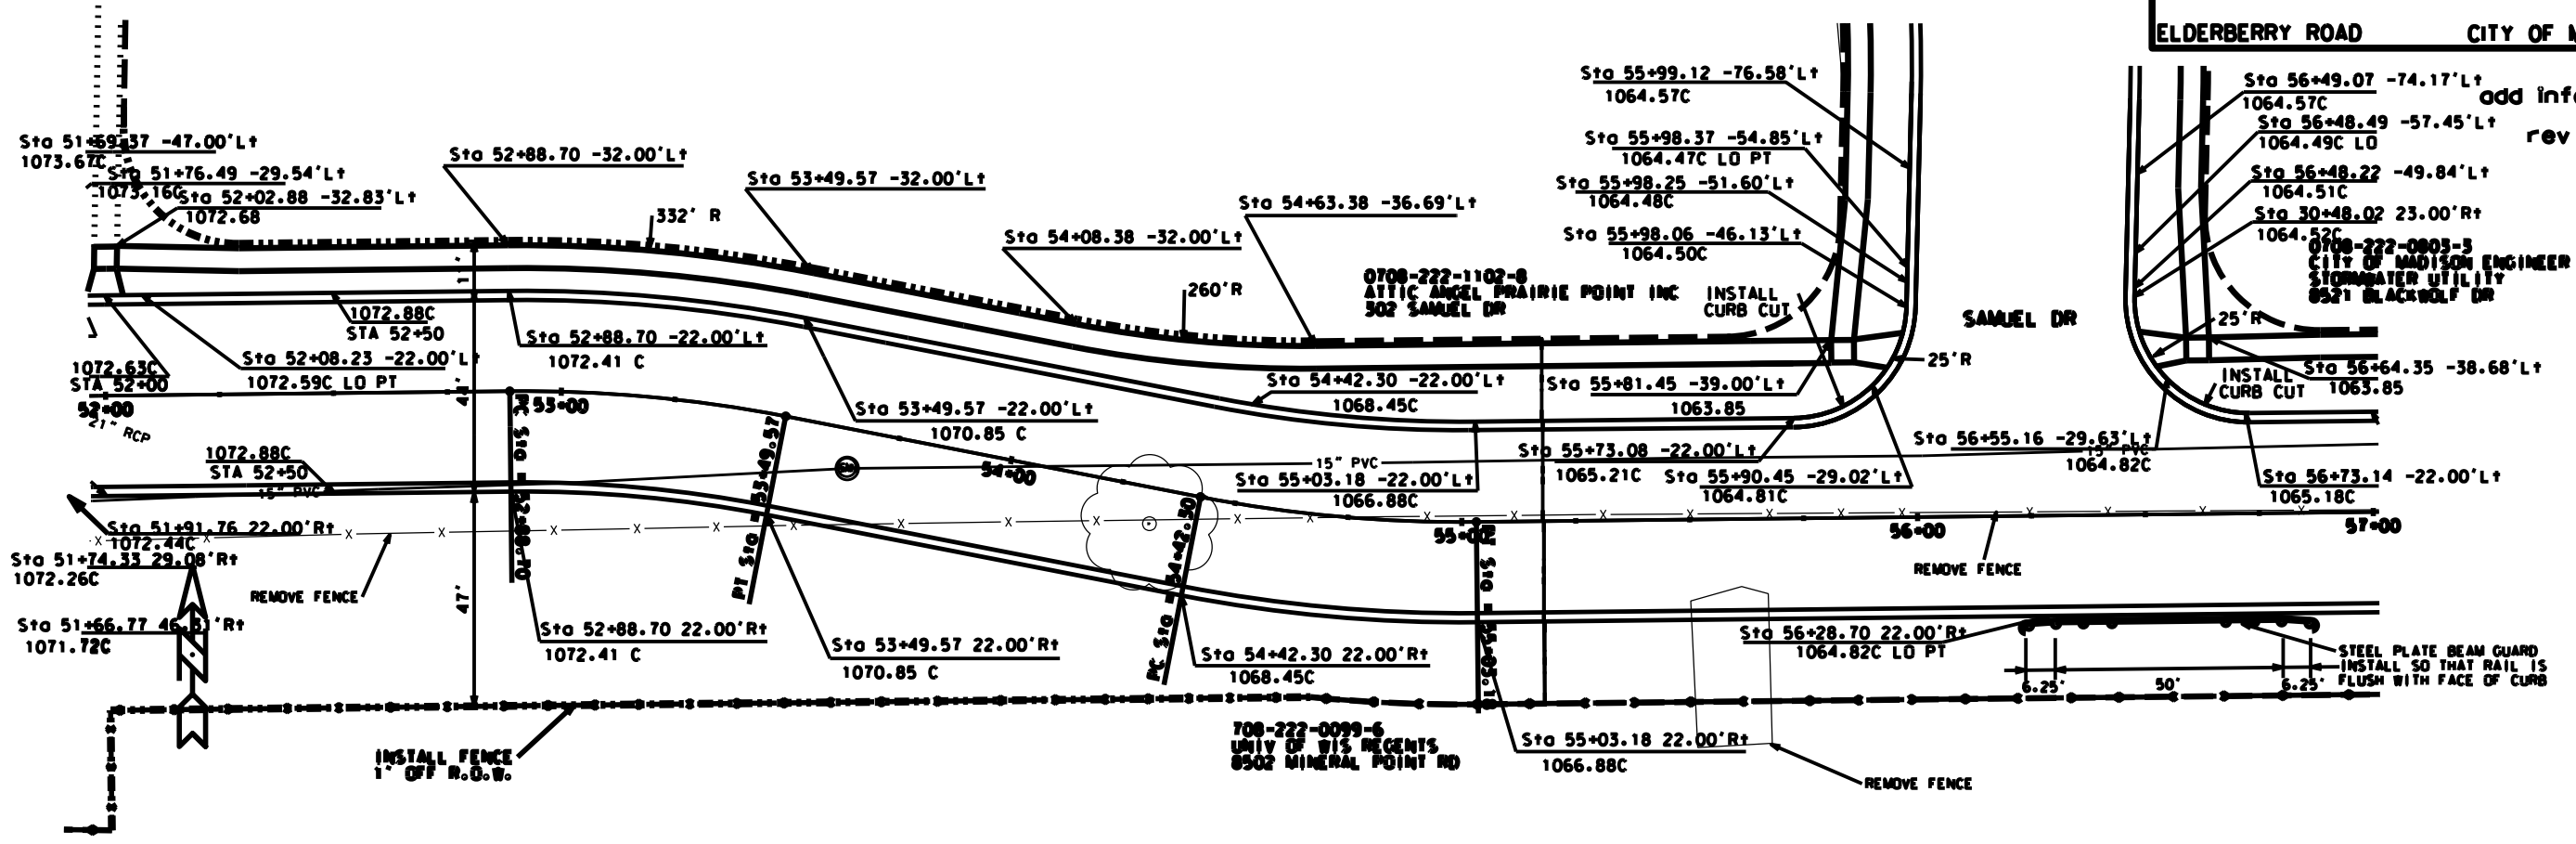 ELDERBERRY ROAD
CITY OF
Sta 55+99.12 -76.58'Lt
1064.57C
Sta 56+49.07 -74.17'Lt
1064.57C
add inf
Sta 51+69.37 -47.00'Lt
1073.67C
Sta 52+88.70 -32.00'Lt
Sta 55+98.37 -54.85'Lt
1064.47C LO PT
Sta 56+48.49 -57.45'Lt
1064.49C LO
rev
Sta 51+76.49 -29.54'Lt
1073.16C
Sta 53+49.57 -32.00'Lt
Sta 55+98.25 -51.60'Lt
1064.48C
Sta 56+48.22 -49.84'Lt
1064.51C
Sta 52+02.88 -32.83'Lt
1072.68
332' R
Sta 54+63.38 -36.69'Lt
Sta 30+48.02 23.00'Rt
1064.52C
Sta 54+08.38 -32.00'Lt
Sta 55+98.06 -46.13'Lt
1064.50C
0708-222-0803-3
CITY OF MADISON ENGINEER
STORMWATER UTILITY
8521 BLACKWOLF DR
0708-222-1102-8
ATTIC ANGEL PRAIRIE POINT INC
302 SAMUEL DR
INSTALL
CURB CUT
260'R
SAMUEL DR
25'R
1072.88C
STA 52+50
Sta 52+88.70 -22.00'Lt
1072.41 C
1072.63C
STA 52+00
Sta 52+08.23 -22.00'Lt
1072.59C LO PT
25'R
Sta 54+42.30 -22.00'Lt
1068.45C
Sta 55+81.45 -39.00'Lt
1063.85
INSTALL
CURB CUT
Sta 56+64.35 -38.68'Lt
1063.85
52+00
21" RCP
53+00
Sta 53+49.57 -22.00'Lt
1070.85 C
44'
1072.88C
STA 52+50
15" PVC
54+00
15" PVC
Sta 55+03.18 -22.00'Lt
1066.88C
Sta 55+73.08 -22.00'Lt
1065.21C
Sta 55+90.45 -29.02'Lt
1064.81C
Sta 56+55.16 -29.63'Lt
15" PVC
1064.82C
Sta 56+73.14 -22.00'Lt
1065.18C
PC Sta = 52+88.70
PT Sta = 53+49.57
PC Sta = 54+42.30
55+00
56+00
57+00
Sta 51+91.76 22.00'Rt
1072.44C
Sta 51+74.33 29.08'Rt
1072.26C
REMOVE FENCE
47'
REMOVE FENCE
Sta 51+66.77 46.51'Rt
1071.72C
Sta 52+88.70 22.00'Rt
1072.41 C
Sta 53+49.57 22.00'Rt
1070.85 C
Sta 54+42.30 22.00'Rt
1068.45C
Sta 56+28.70 22.00'Rt
1064.82C LO PT
STEEL PLATE BEAM GUARD
INSTALL SO THAT RAIL IS
FLUSH WITH FACE OF CURB
6.25'
50'
6.25'
INSTALL FENCE
1' OFF R.O.W.
708-222-0099-6
UNIV OF WIS REGENTS
8502 MINERAL POINT RD
Sta 55+03.18 22.00'Rt
1066.88C
REMOVE FENCE